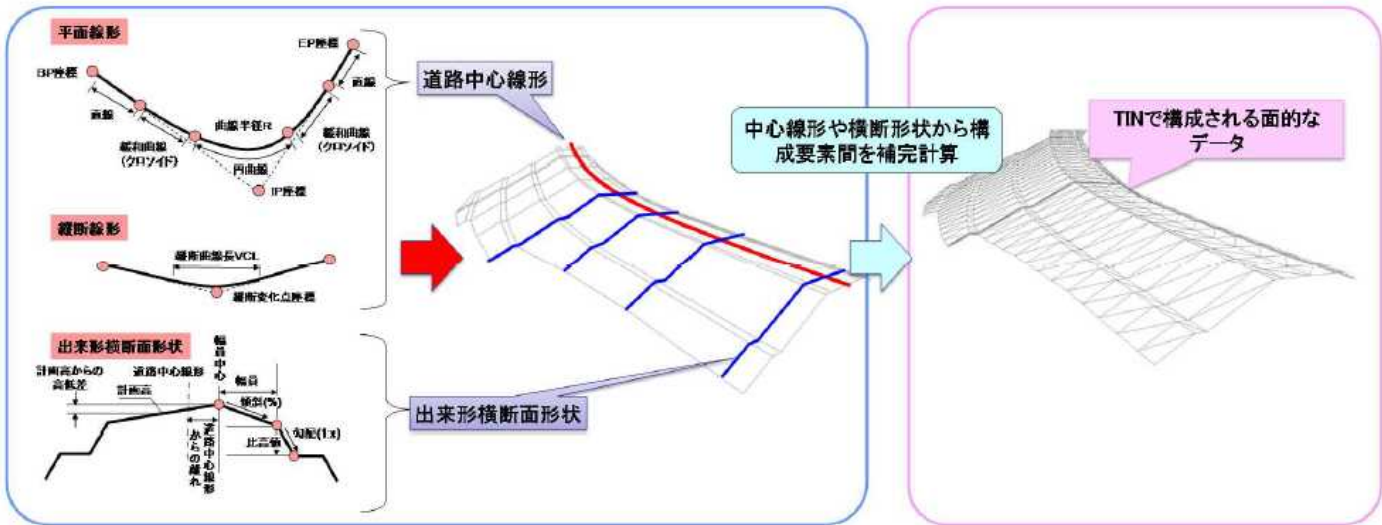 平面線形
EP座標
BP座標
直線
直線
曲線半径R
緩和曲線
(クロソイド)
緩和曲線
(クロソイド)
円曲線
IP座標
縦断線形
縦断曲線長VCL
縦断変化点座標
出来形横断面形状
幅員中心
計画高からの
高低差
道路中心線形
幅員
計画高
傾斜(%)
勾配(1:x)
比高値
道路中心線形
からの離れ
道路中心線形
出来形横断面形状
中心線形や横断形状から構
成要素間を補完計算
TINで構成される面的な
データ